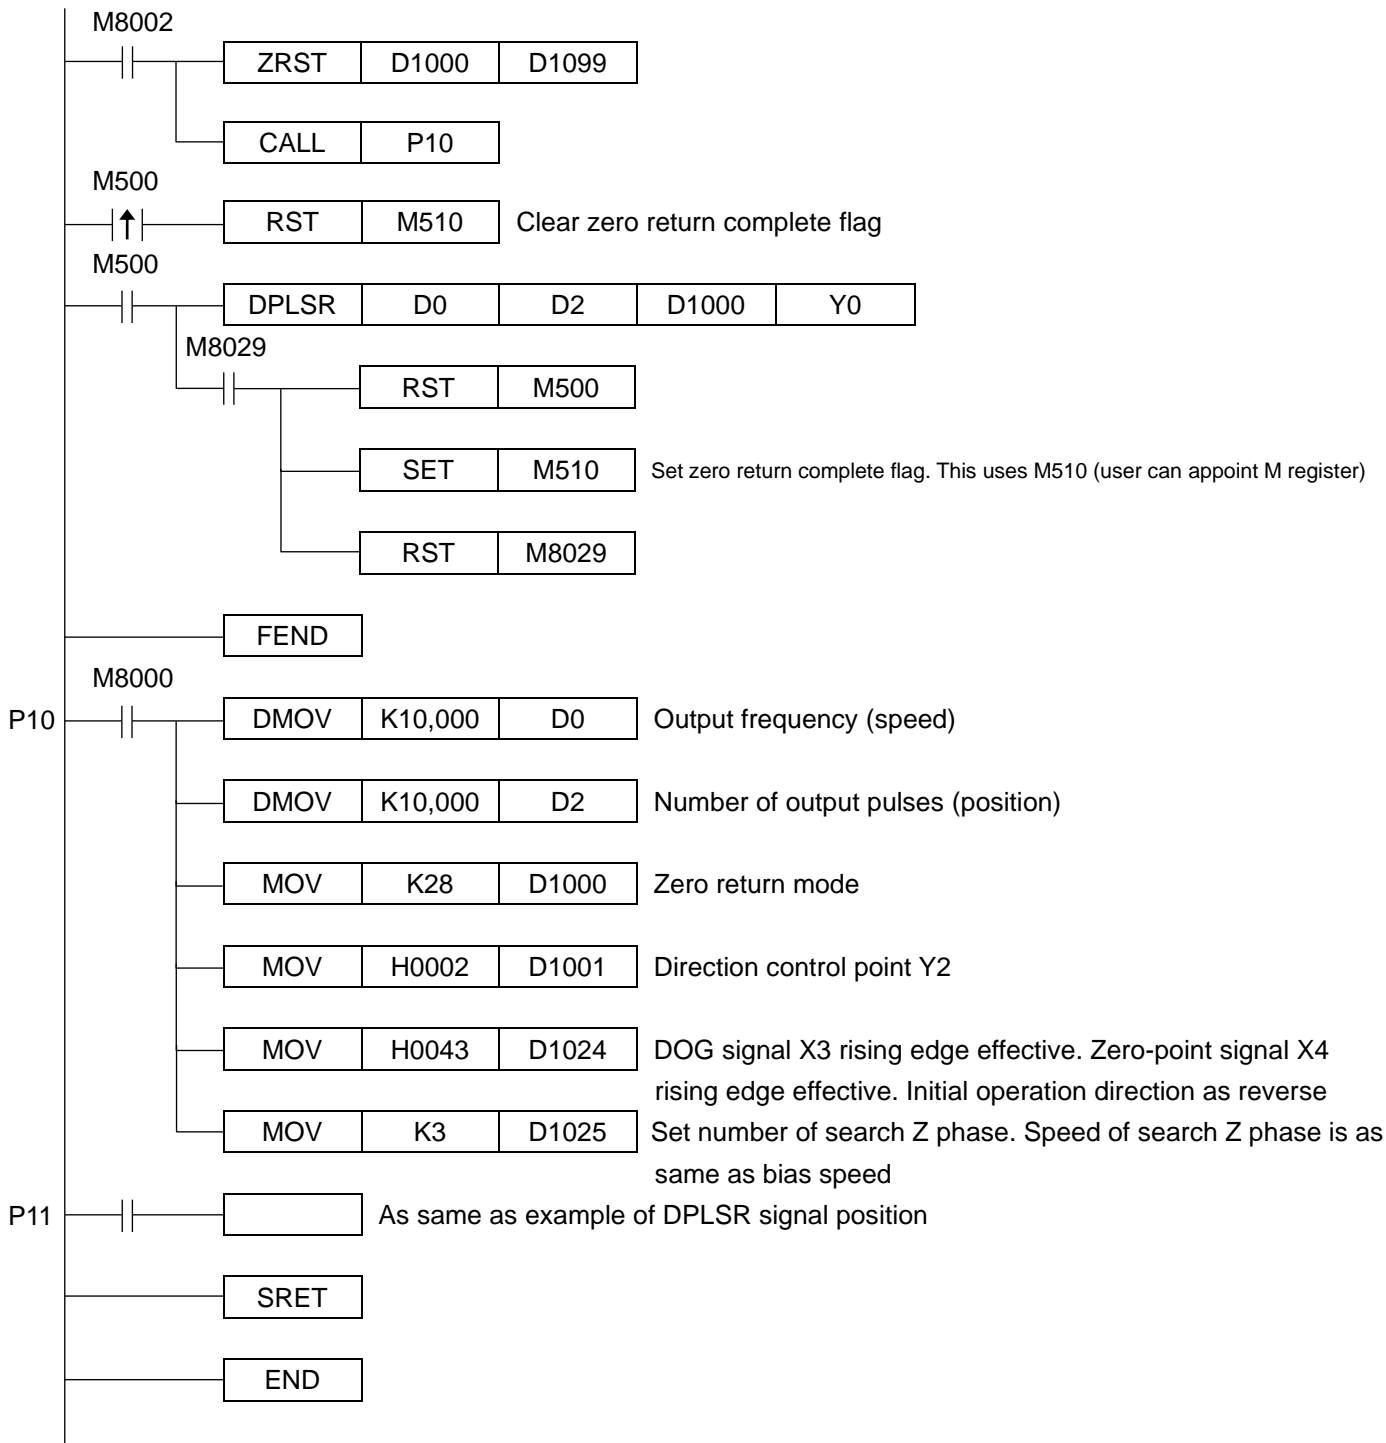 M8002
ZRST D1000 D1099
CALL P10
M500
RST M510 Clear zero return complete flag
M500
DPLSR D0 D2 D1000 Y0
M8029
RST M500
SET M510 Set zero return complete flag. This uses M510 (user can appoint M register)
RST M8029
FEND
M8000
P10 DMOV K10,000 D0 Output frequency (speed)
DMOV K10,000 D2 Number of output pulses (position)
MOV K28 D1000 Zero return mode
MOV H0002 D1001 Direction control point Y2
MOV H0043 D1024 DOG signal X3 rising edge effective. Zero-point signal X4
rising edge effective. Initial operation direction as reverse
MOV K3 D1025 Set number of search Z phase. Speed of search Z phase is as
same as bias speed
P11 As same as example of DPLSR signal position
SRET
END